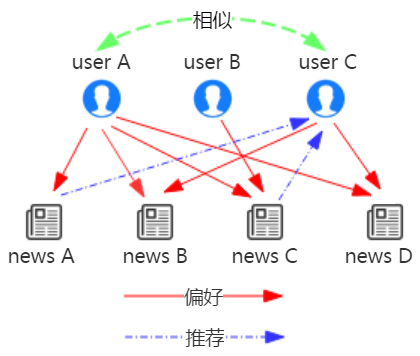 相似
user A user B user C
news A news B news C news D
偏好
推荐